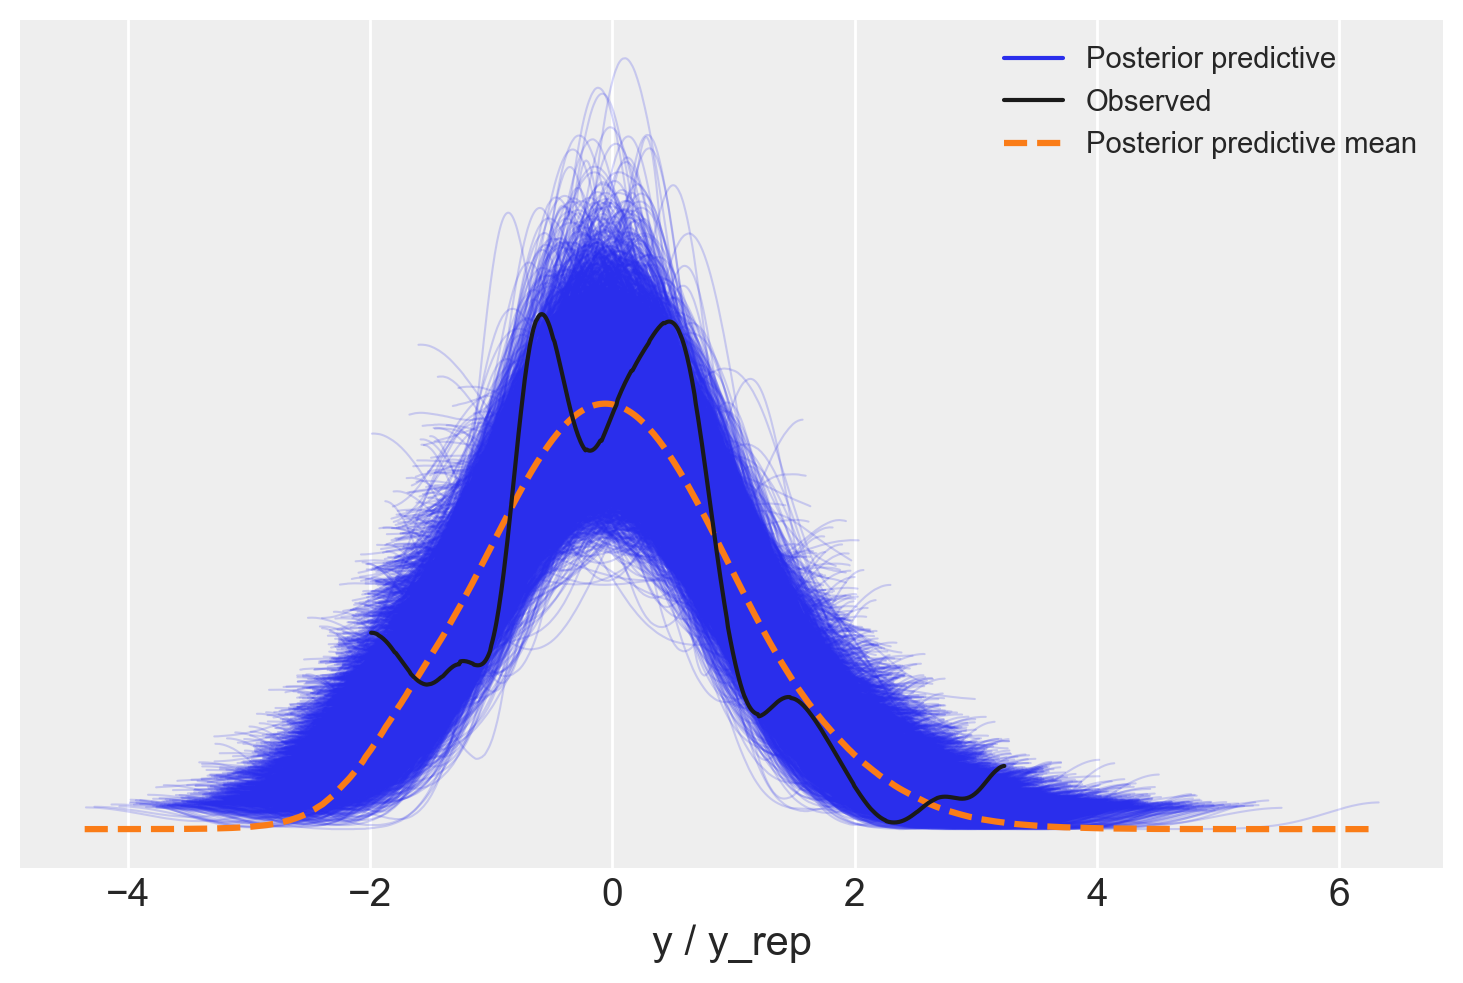 Posterior predictive
Observed
Posterior predictive mean
−4 −2 0 2 4 6
y / y_rep